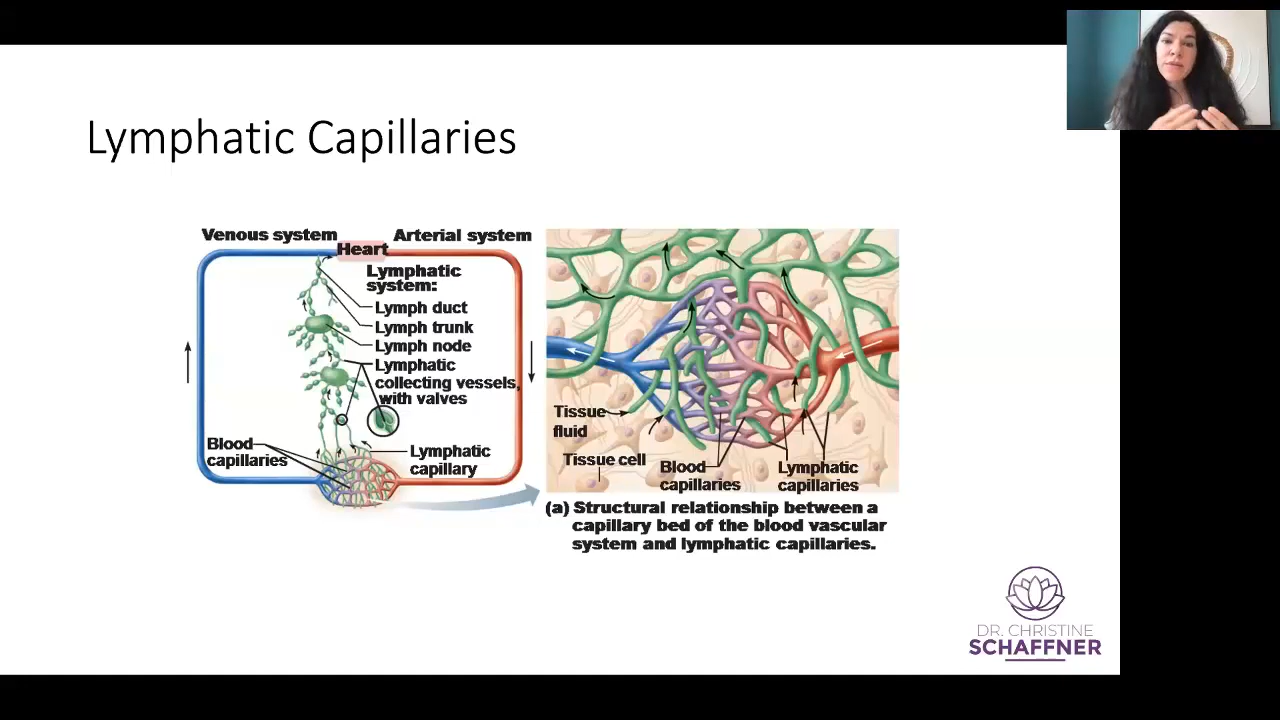 Lymphatic Capillaries
Venous system
Heart
Arterial system
Lymphatic
system:
Lymph duct
Lymph trunk
Lymph node
Lymphatic
collecting vessels,
with valves
Blood
capillaries
Lymphatic
capillary
Tissue
fluid
Tissue cell
Blood
capillaries
Lymphatic
capillaries
(a) Structural relationship between a
capillary bed of the blood vascular
system and lymphatic capillaries.
DR. CHRISTINE
SCHAFFNER